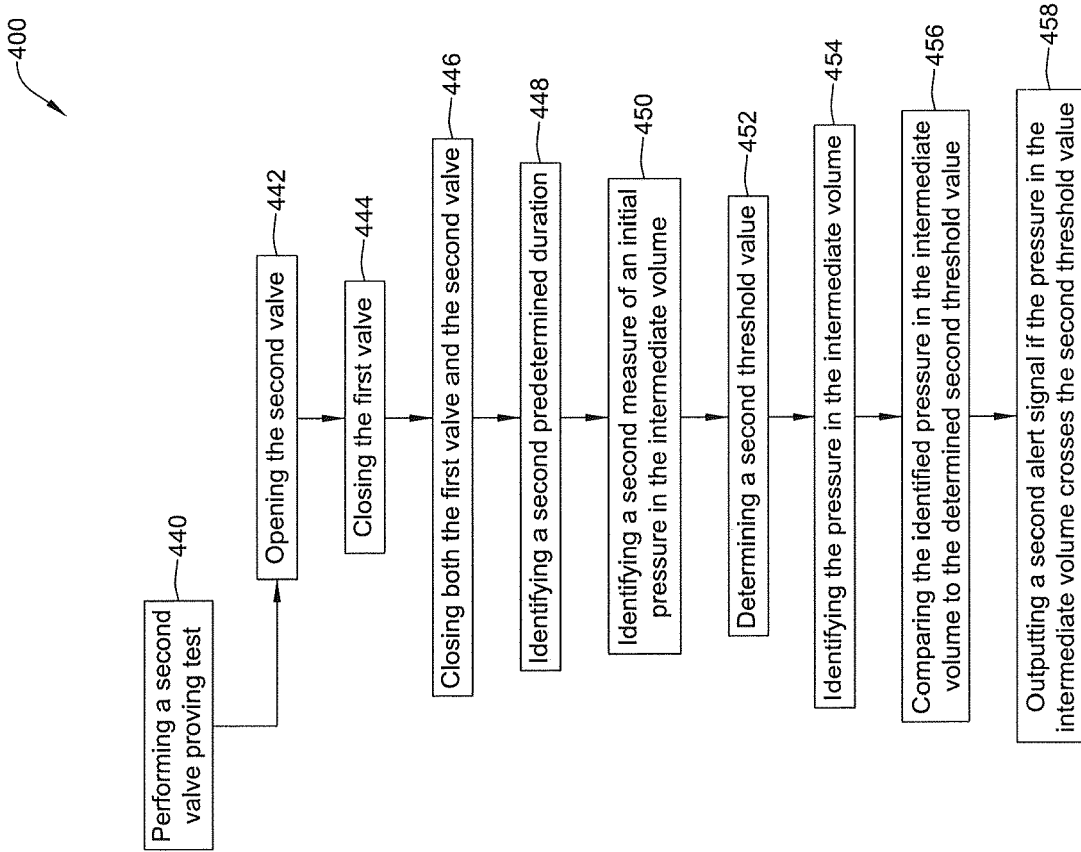 400
Performing a second
valve proving test
440
Opening the second valve
442
Closing the first valve
444
Closing both the first valve and the second valve
446
Identifying a second predetermined duration
448
Identifying a second measure of an initial
pressure in the intermediate volume
450
Determining a second threshold value
452
Identifying the pressure in the intermediate volume
454
Comparing the identified pressure in the intermediate
volume to the determined second threshold value
456
Outputting a second alert signal if the pressure in the
intermediate volume crosses the second threshold value
458